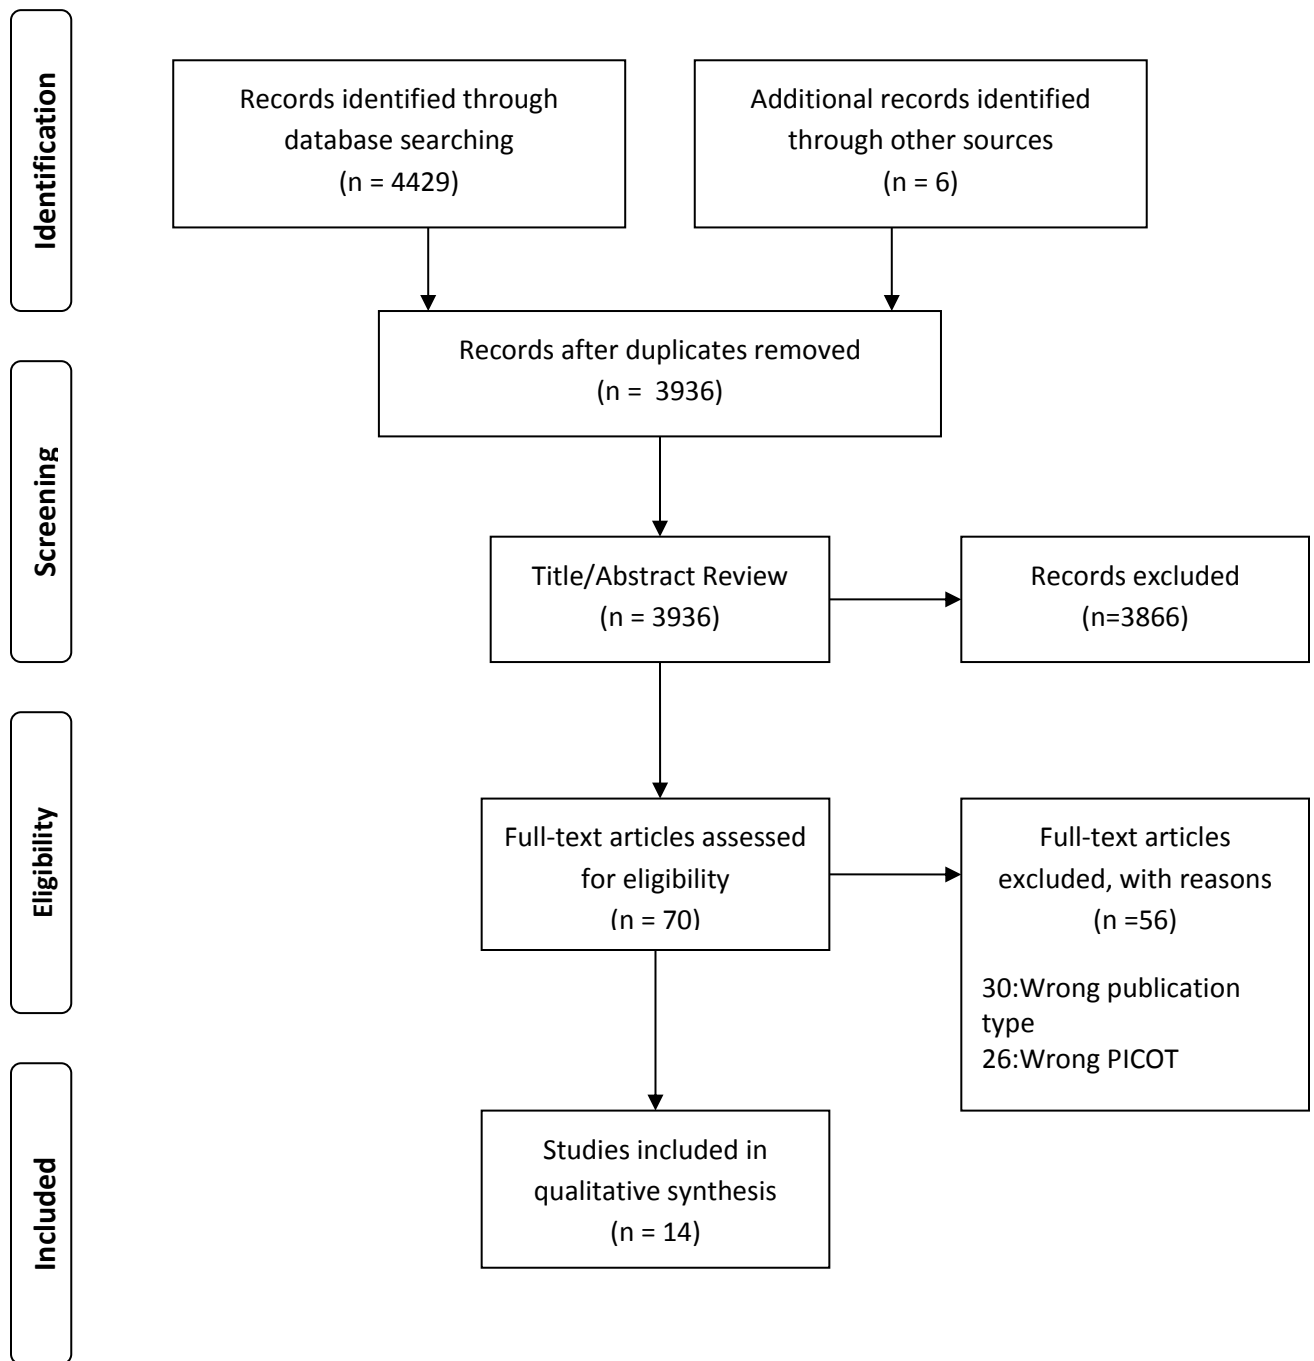 Identification
Records identified through
database searching
(n = 4429)
Additional records identified
through other sources
(n = 6)
Records after duplicates removed
(n =  3936)
Screening
Title/Abstract Review
(n = 3936)
Records excluded
(n=3866)
Eligibility
Full-text articles assessed
for eligibility
(n = 70)
Full-text articles
excluded, with reasons
(n =56)
30:Wrong publication
type
26:Wrong PICOT
Included
Studies included in
qualitative synthesis
(n = 14)